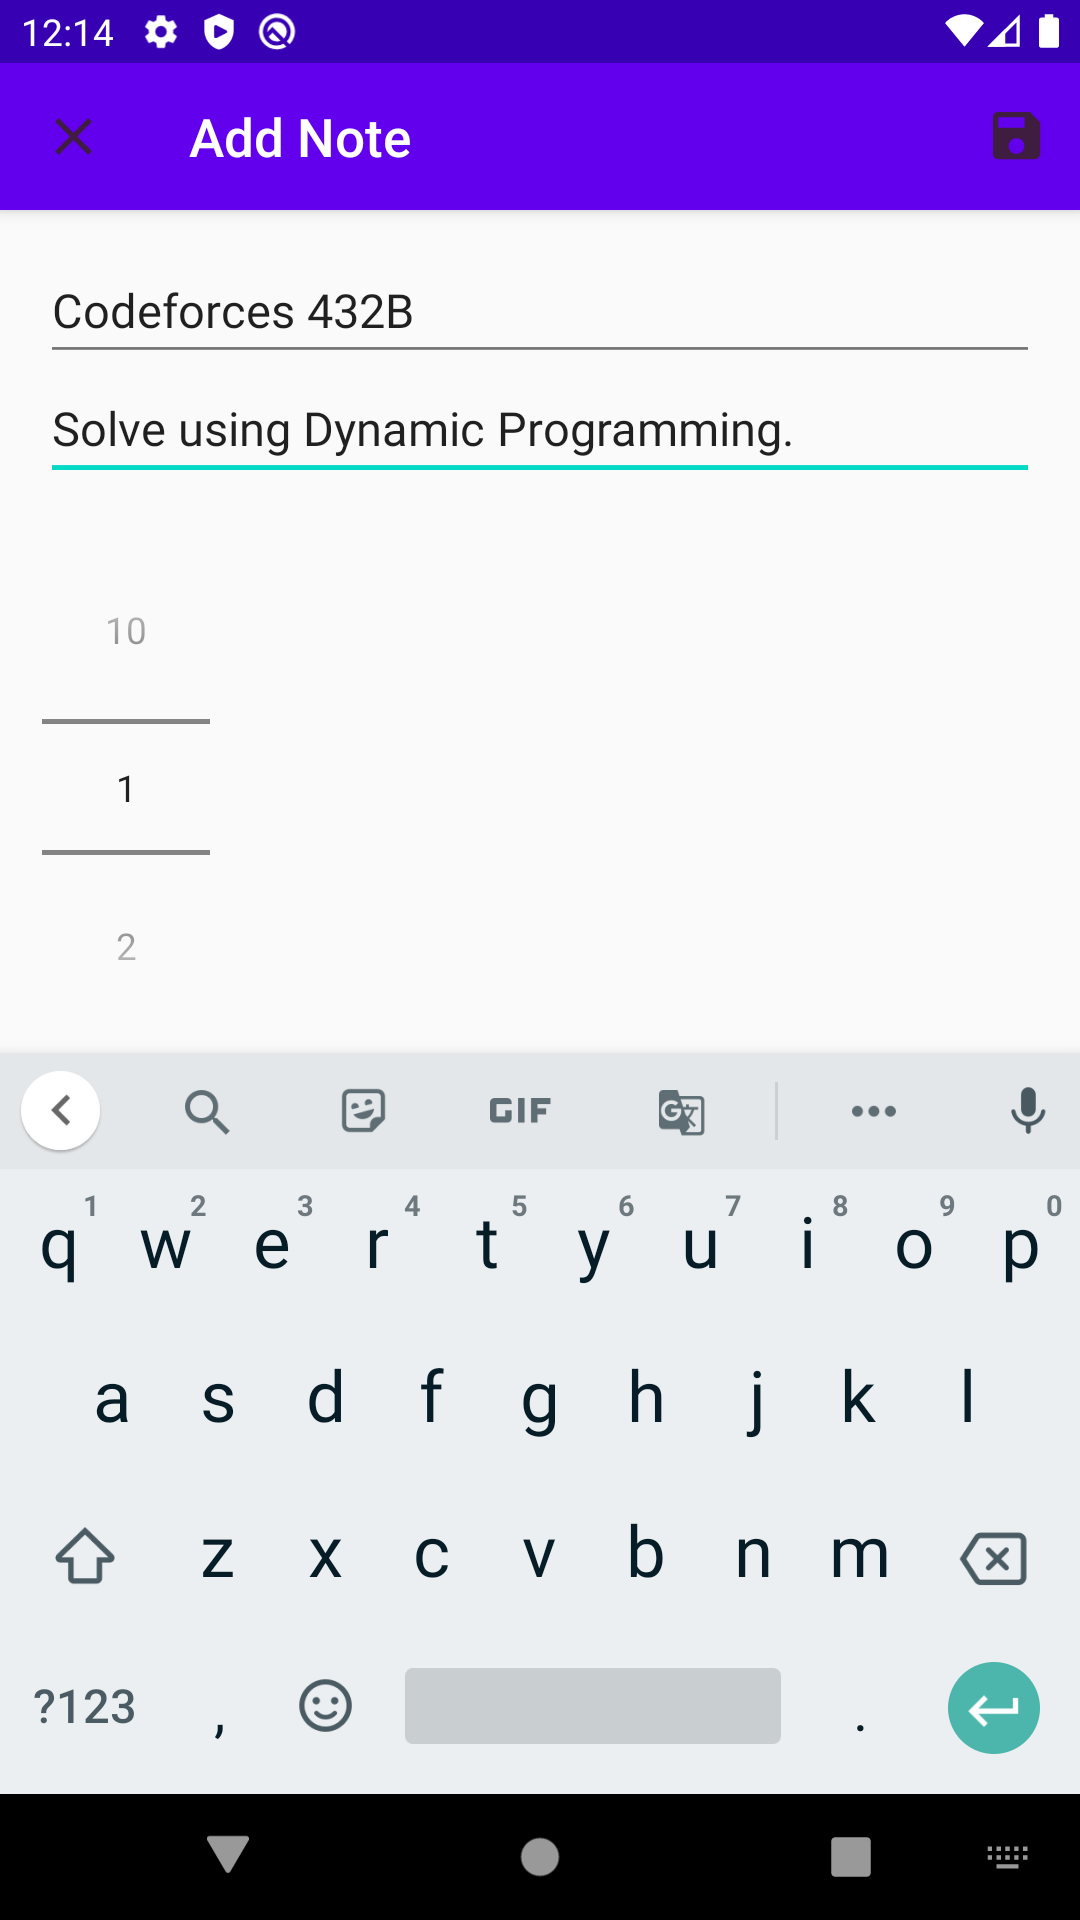 12:14
Add Note
Codeforces 432B
Solve using Dynamic Programming.
10
1
2
GIF
G
1 2 3 4 5 6 7 8 9 0
q w e r t y u i o p
a s d f g h j k l
z x c v b n m
?123 , .